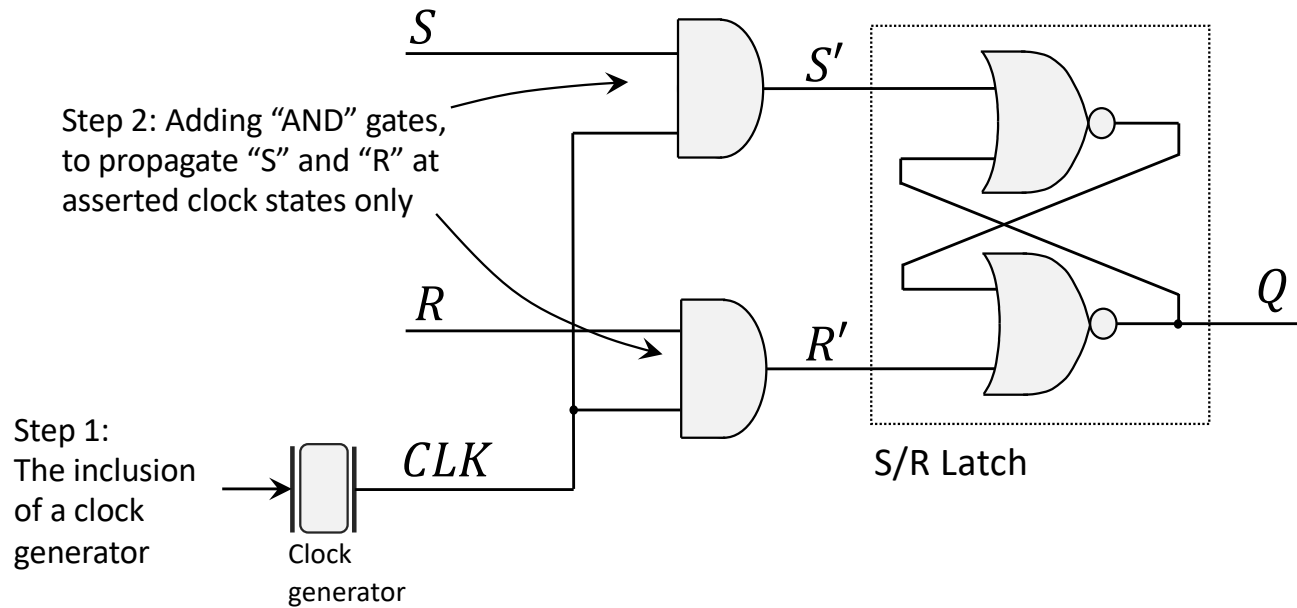 S
S′
Step 2: Adding “AND” gates,
to propagate “S” and “R” at
asserted clock states only
R
R′
Q
Step 1:
The inclusion
of a clock
generator
CLK
Clock
generator
S/R Latch